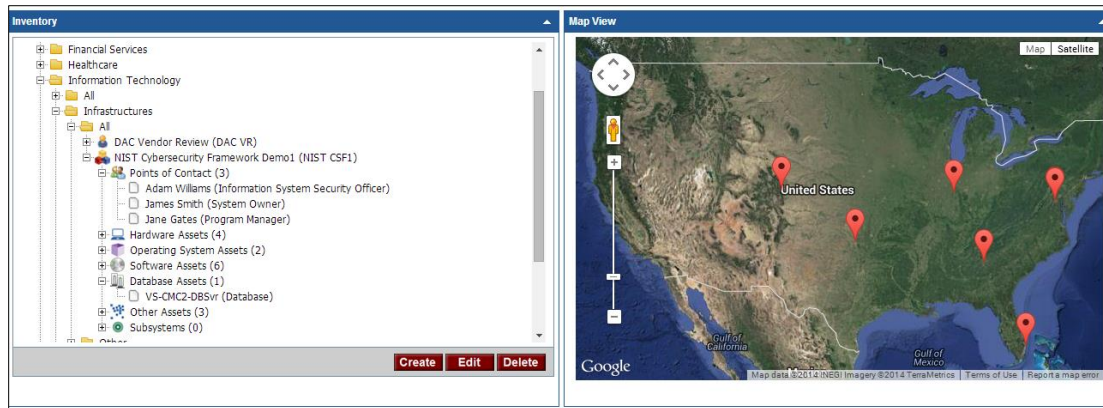 Inventory
Financial Services
Healthcare
Information Technology
All
Infrastructures
All
DAC Vendor Review (DAC VR)
NIST Cybersecurity Framework Demo1 (NIST CSF1)
Points of Contact (3)
Adam Williams (Information System Security Officer)
James Smith (System Owner)
Jane Gates (Program Manager)
Hardware Assets (4)
Operating System Assets (2)
Software Assets (6)
Database Assets (1)
VS-CMC2-DBSvr (Database)
Other Assets (3)
Subsystems (0)
Other
Create Edit Delete
Map View
Map Satellite
United States
Gulf of
California
Gulf of
Mexico
Google
Map data ©2014 INEGI Imagery ©2014 TerraMetrics Terms of Use Report a map error